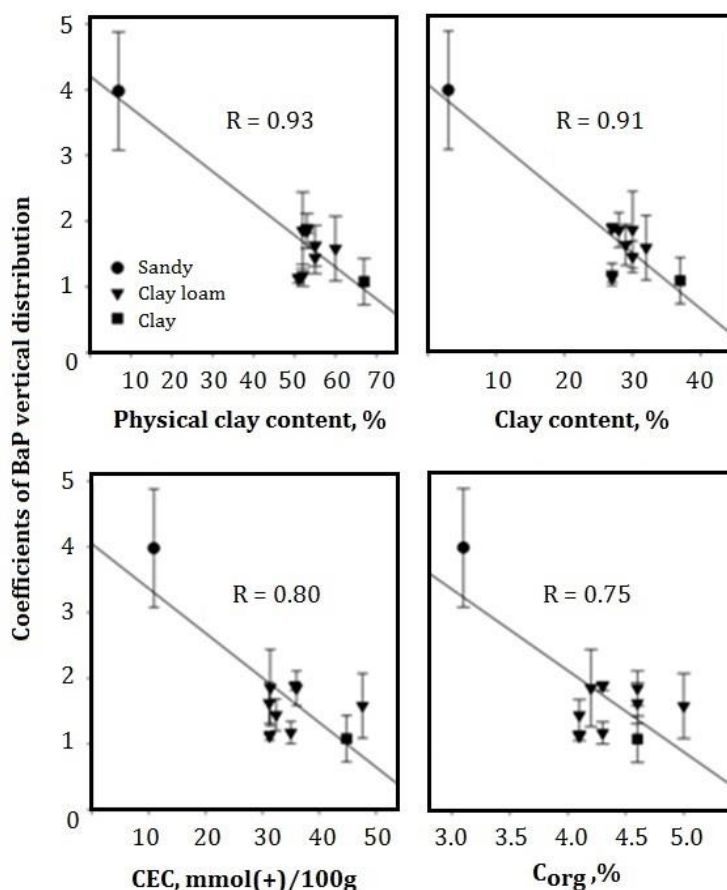 Coefficients of BaP vertical distribution
5
4
3
2
1
0
R = 0.93
Sandy
Clay loam
Clay
10 20 30 40 50 60 70
Physical clay content, %
R = 0.91
10 20 30 40
Clay content, %
5
4
3
2
1
0
R = 0.80
10 20 30 40 50
CEC, mmol(+)/100g
R = 0.75
3.0 3.5 4.0 4.5 5.0
Corg ,%